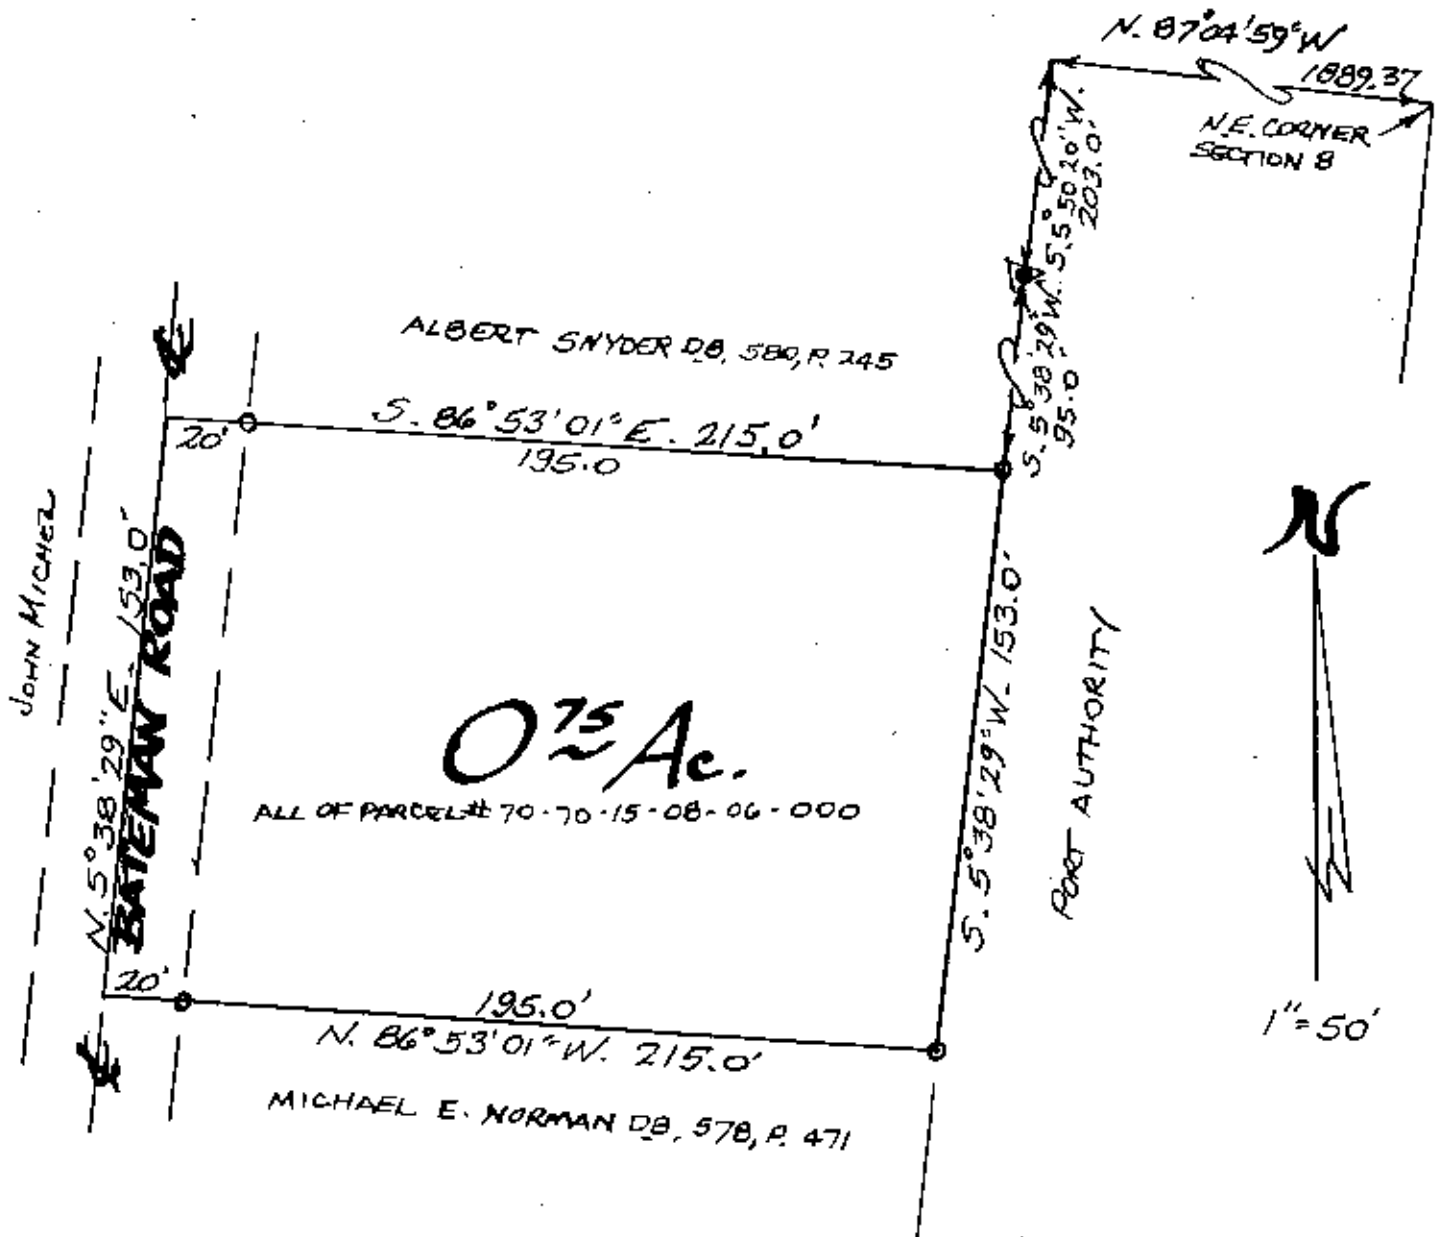 N. 87°04'59"W
1889.37
N.E. CORNER
SECTION 8
S. 5° 50' 20" W.
203.0'
S. 5° 38' 29" W.
95.0'
ALBERT SNYDER D.B. 580, P. 245
S. 86° 53' 01" E. 215.0'
20'
195.0
JOHN MICHEL
N. 5° 38' 29" E. 153.0'
BATEMAN ROAD
N
S. 5° 38' 29" W. 153.0'
PORT AUTHORITY
0 75 Ac.
ALL OF PARCEL # 70-70-15-08-06-000
20'
195.0'
N. 86° 53' 01" W. 215.0'
1"=50'
MICHAEL E. NORMAN D.B. 578, P. 471